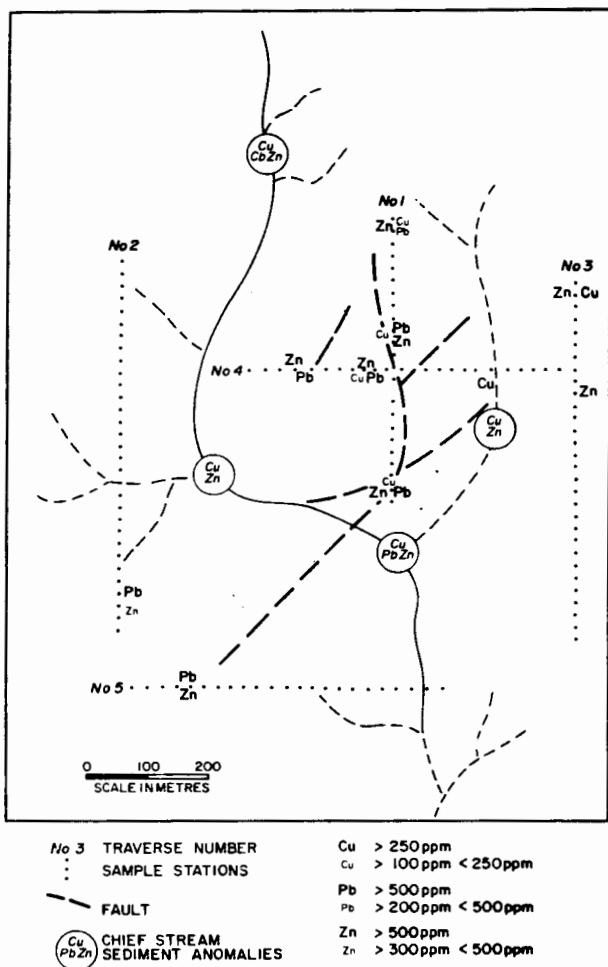 Cu
Cb Zn
No 1
Zn Cu
Pb
No 2
No 3
Zn Cu
Cu Pb
Zn
No 4
Zn
Pb
Zn
Cu Pb
Cu
Zn
Cu
Zn
Cu
Zn
Cu
Zn Pb
Cu
Pb Zn
Pb
Zn
Pb
No 5
Zn
0 100 200
SCALE IN METRES
No 3 TRAVERSE NUMBER
SAMPLE STATIONS
FAULT
Cu
Pb Zn
CHIEF STREAM
SEDIMENT ANOMALIES
Cu > 250 ppm
Cu > 100 ppm < 250 ppm
Pb > 500 ppm
Pb > 200 ppm < 500 ppm
Zn > 500 ppm
Zn > 300 ppm < 500 ppm